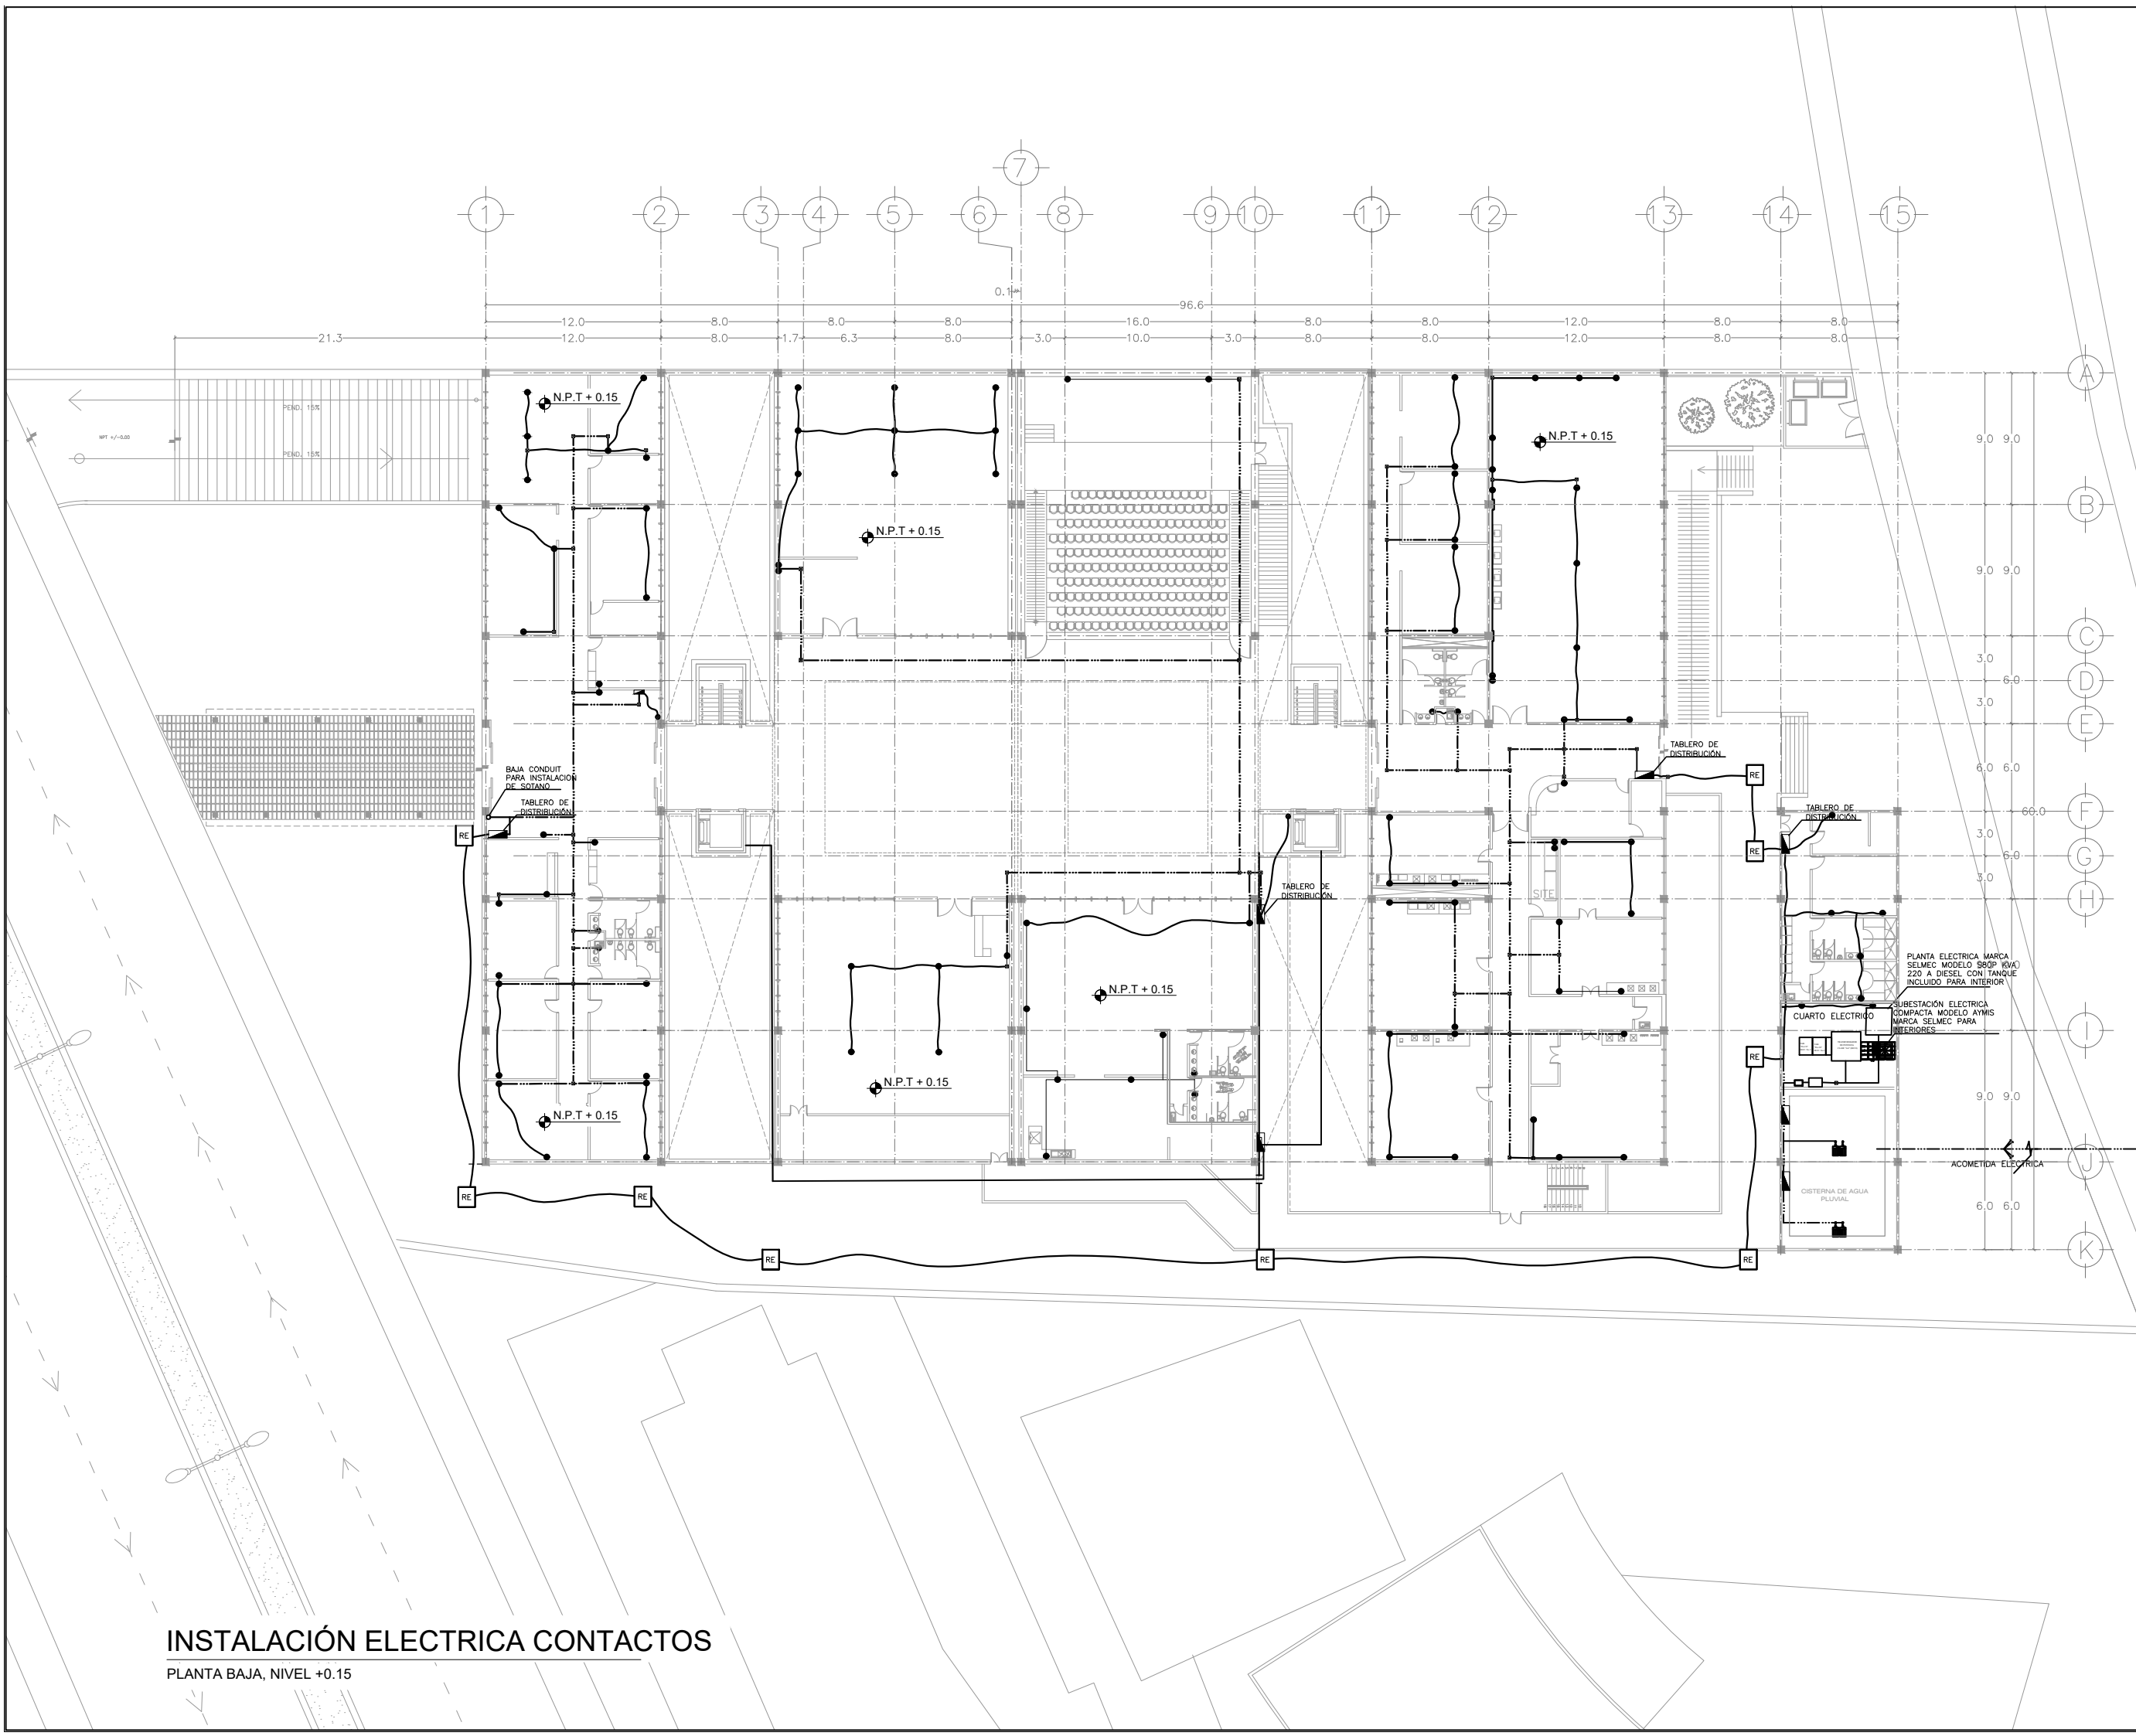 7
1
2
3
4
5
6
8
9
10
11
12
13
14
15
0.1
96.6
12.0
8.0
8.0
8.0
16.0
8.0
8.0
12.0
8.0
8.0
21.3
12.0
8.0
1.7
6.3
8.0
3.0
10.0
3.0
8.0
8.0
12.0
8.0
8.0
A
B
C
D
E
F
G
H
I
J
K
9.0 9.0
9.0 9.0
3.0
6.0
3.0
6.0 6.0
60.0
3.0
6.0
3.0
9.0 9.0
6.0 6.0
PEND. 15%
NPT +/-0.00
PEND. 15%
N.P.T + 0.15
N.P.T + 0.15
N.P.T + 0.15
BAJA CONDUIT
PARA INSTALACION
DE SOTANO
TABLERO DE
DISTRIBUCIÓN
RE
TABLERO DE
DISTRIBUCIÓN
RE
TABLERO DE
DISTRIBUCIÓN
RE
TABLERO DE
DISTRIBUCIÓN
SITE
PLANTA ELECTRICA MARCA
SELMEC MODELO S80P KVA
220 A DIESEL CON TANQUE
INCLUIDO PARA INTERIOR
SUBESTACIÓN ELECTRICA
COMPACTA MODELO AYMIS
MARCA SELMEC PARA
INTERIORES
CUARTO ELECTRICO
RE
N.P.T + 0.15
N.P.T + 0.15
N.P.T + 0.15
ACOMETIDA ELECTRICA
CISTERNA DE AGUA
PLUVIAL
RE
RE
RE
RE
RE
INSTALACIÓN ELECTRICA CONTACTOS
PLANTA BAJA, NIVEL +0.15